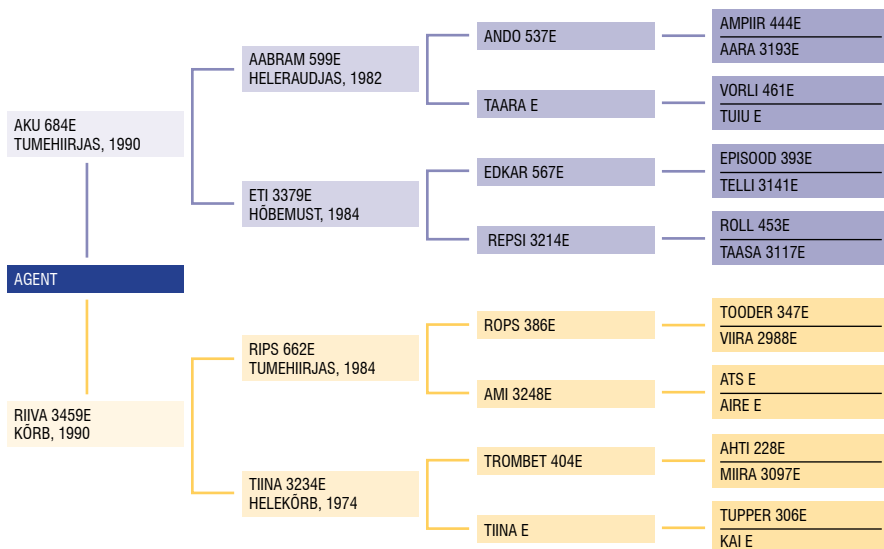 AKU 684E
TUMEHIIRJAS, 1990
AGENT
RIIVA 3459E
KÕRB, 1990
AABRAM 599E
HELERAUDJAS, 1982
ETI 3379E
HÕBEMUST, 1984
RIPS 662E
TUMEHIIRJAS, 1984
TIINA 3234E
HELEKÕRB, 1974
ANDO 537E
TAARA E
EDKAR 567E
REPSI 3214E
ROPS 386E
AMI 3248E
TROMBET 404E
TIINA E
AMPIIR 444E
AARA 3193E
VORLI 461E
TUIU E
EPISOOD 393E
TELLI 3141E
ROLL 453E
TAASA 3117E
TOODER 347E
VIIRA 2988E
ATS E
AIRE E
AHTI 228E
MIIRA 3097E
TUPPER 306E
KAI E